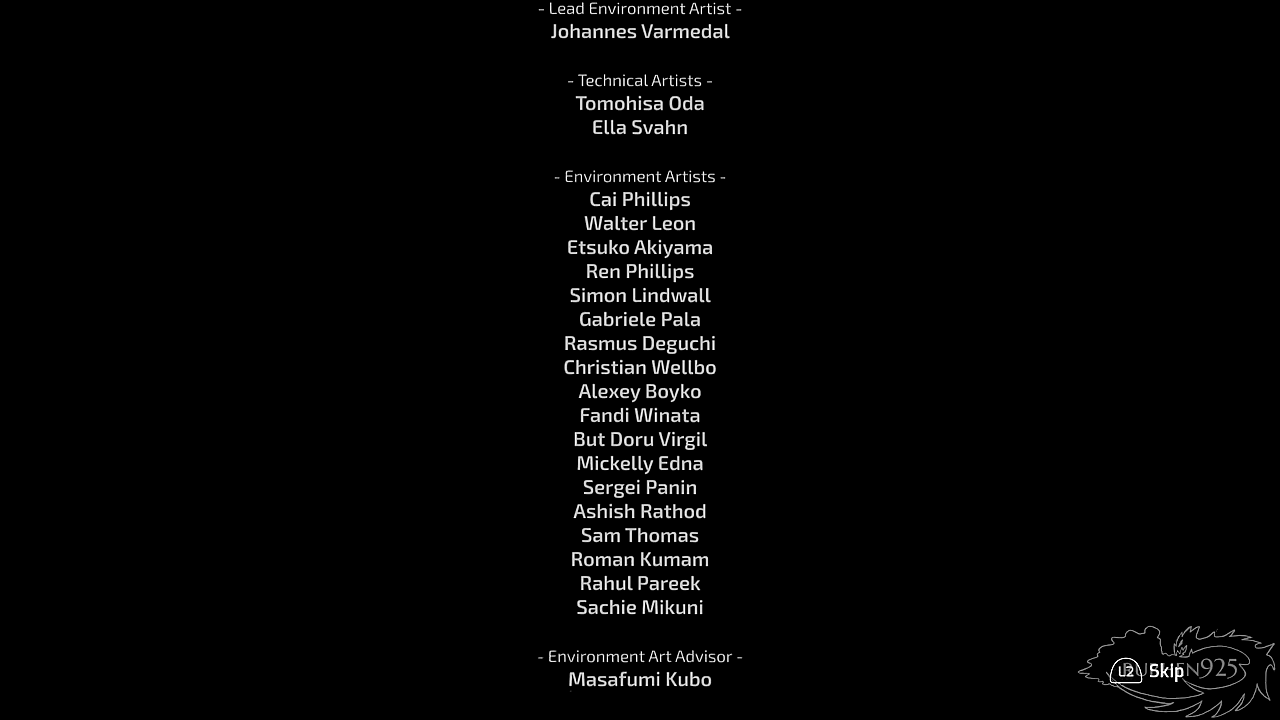 - Lead Environment Artist -
Johannes Varmedal
- Technical Artists -
Tomohisa Oda
Ella Svahn
- Environment Artists -
Cai Phillips
Walter Leon
Etsuko Akiyama
Ren Phillips
Simon Lindwall
Gabriele Pala
Rasmus Deguchi
Christian Wellbo
Alexey Boyko
Fandi Winata
But Doru Virgil
Mickelly Edna
Sergei Panin
Ashish Rathod
Sam Thomas
Roman Kumam
Rahul Pareek
Sachie Mikuni
- Environment Art Advisor -
Masafumi Kubo
L2 Skip